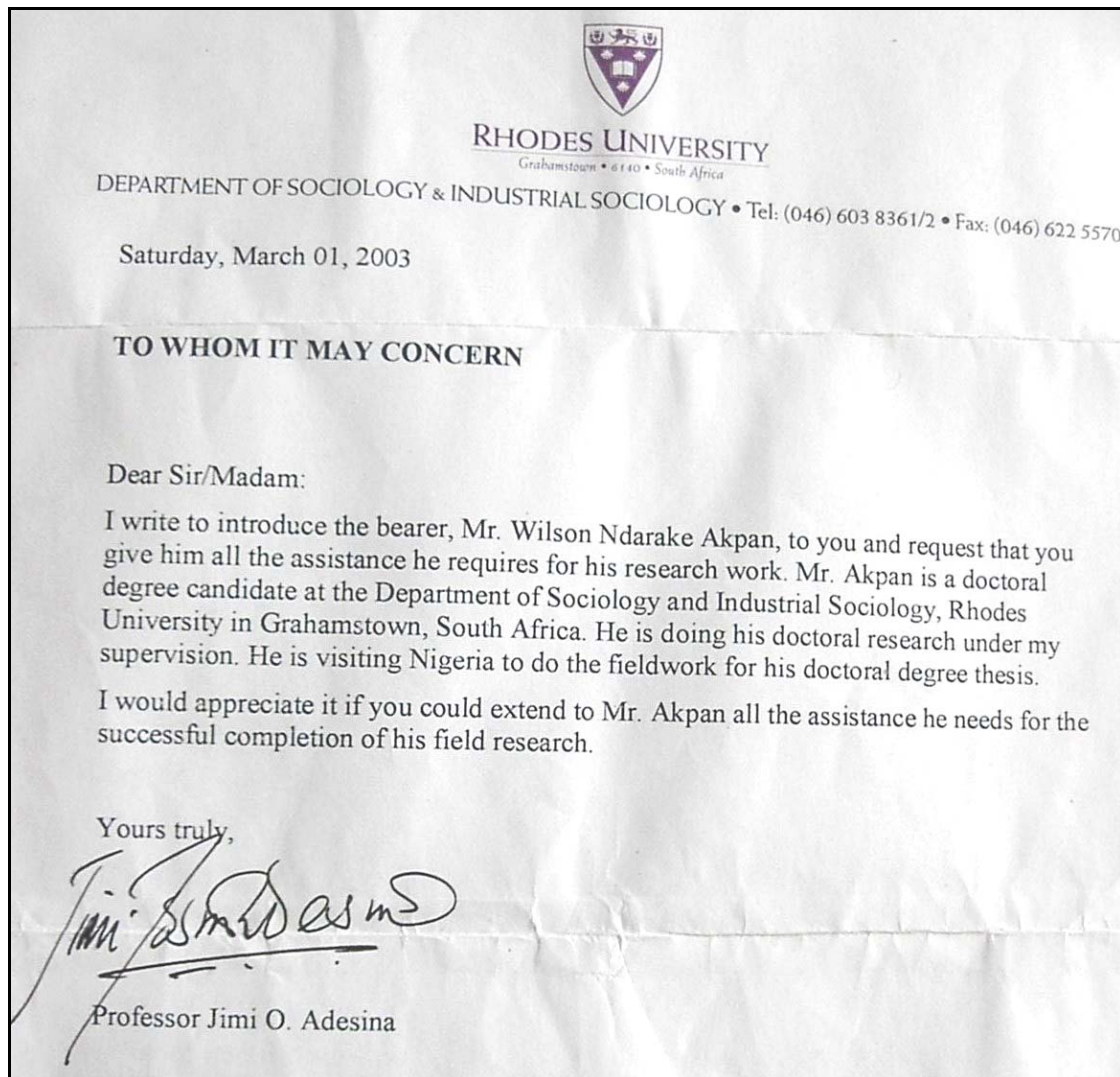 RHODES UNIVERSITY
Grahamstown • 6140 • South Africa
DEPARTMENT OF SOCIOLOGY & INDUSTRIAL SOCIOLOGY • Tel: (046) 603 8361/2 • Fax: (046) 622 5570
Saturday, March 01, 2003
TO WHOM IT MAY CONCERN
Dear Sir/Madam:
I write to introduce the bearer, Mr. Wilson Ndarake Akpan, to you and request that you
give him all the assistance he requires for his research work. Mr. Akpan is a doctoral
degree candidate at the Department of Sociology and Industrial Sociology, Rhodes
University in Grahamstown, South Africa. He is doing his doctoral research under my
supervision. He is visiting Nigeria to do the fieldwork for his doctoral degree thesis.
I would appreciate it if you could extend to Mr. Akpan all the assistance he needs for the
successful completion of his field research.
Yours truly,
Professor Jimi O. Adesina